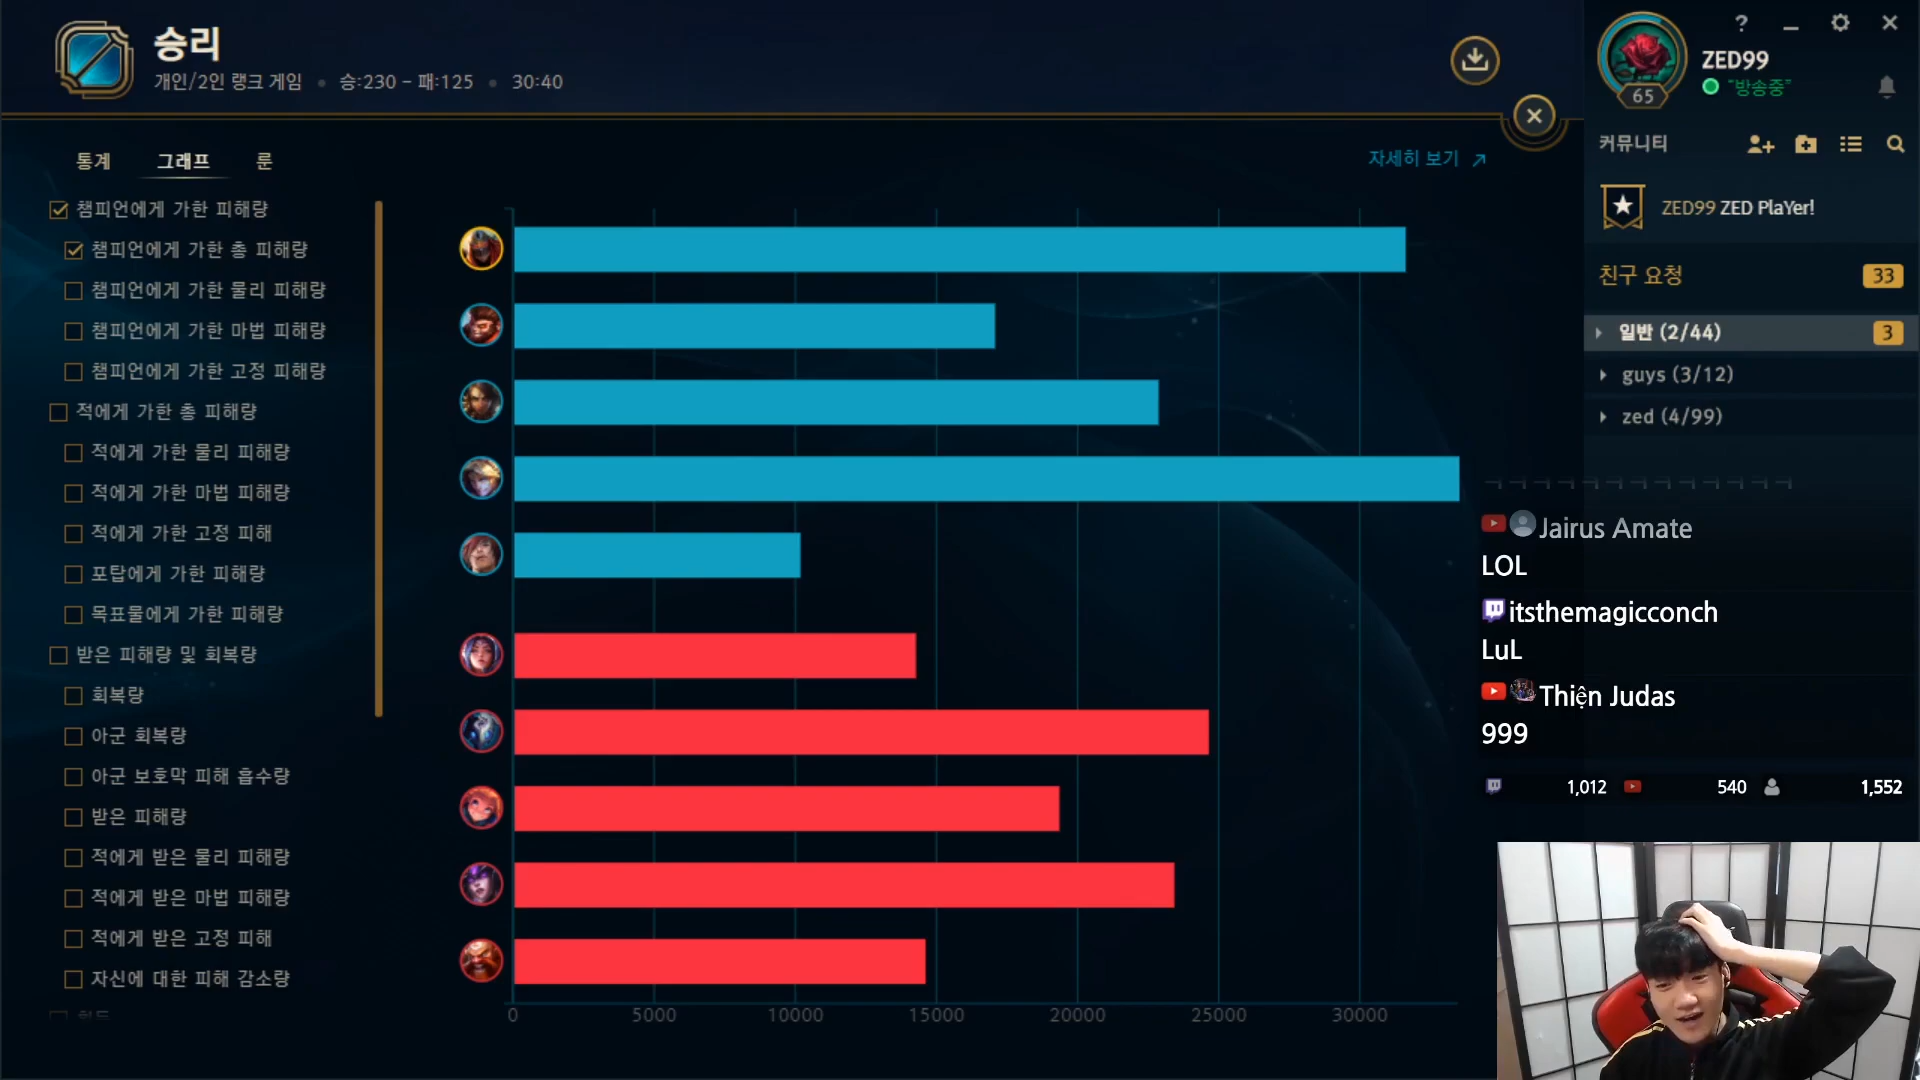 승리
개인/2인 랭크 게임 • 승:230 - 패:125 • 30:40
통계 그래프 룬
자세히 보기
챔피언에게 가한 피해량
챔피언에게 가한 총 피해량
챔피언에게 가한 물리 피해량
챔피언에게 가한 마법 피해량
챔피언에게 가한 고정 피해량
적에게 가한 총 피해량
적에게 가한 물리 피해량
적에게 가한 마법 피해량
적에게 가한 고정 피해
포탑에게 가한 피해량
목표물에게 가한 피해량
받은 피해량 및 회복량
회복량
아군 회복량
아군 보호막 피해 흡수량
받은 피해량
적에게 받은 물리 피해량
적에게 받은 마법 피해량
적에게 받은 고정 피해
자신에 대한 피해 감소량
0 5000 10000 15000 20000 25000 30000
?
ZED99
"방송중"
65
커뮤니티
ZED99 ZED PlaYer!
친구 요청 33
일반 (2/44) 3
guys (3/12)
zed (4/99)
Jairus Amate
LOL
itsthemagicconch
LuL
Thiện Judas
999
1,012 540 1,552